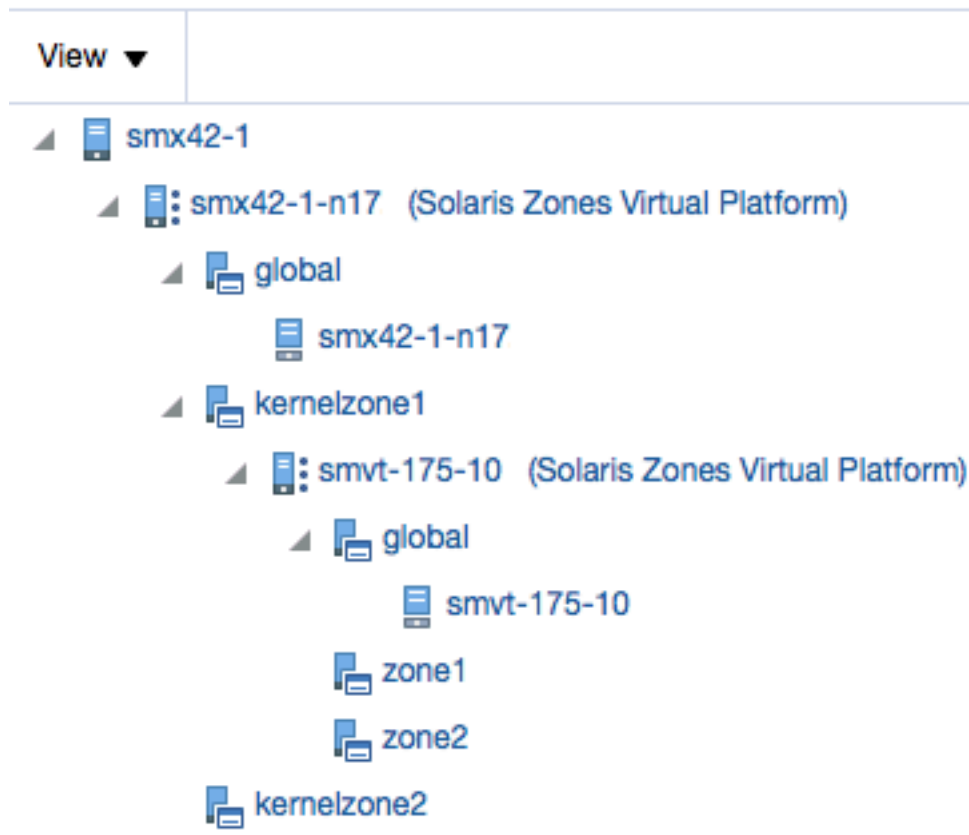 View
smx42-1
smx42-1-n17 (Solaris Zones Virtual Platform)
global
smx42-1-n17
kernelzone1
smvt-175-10 (Solaris Zones Virtual Platform)
global
smvt-175-10
zone1
zone2
kernelzone2